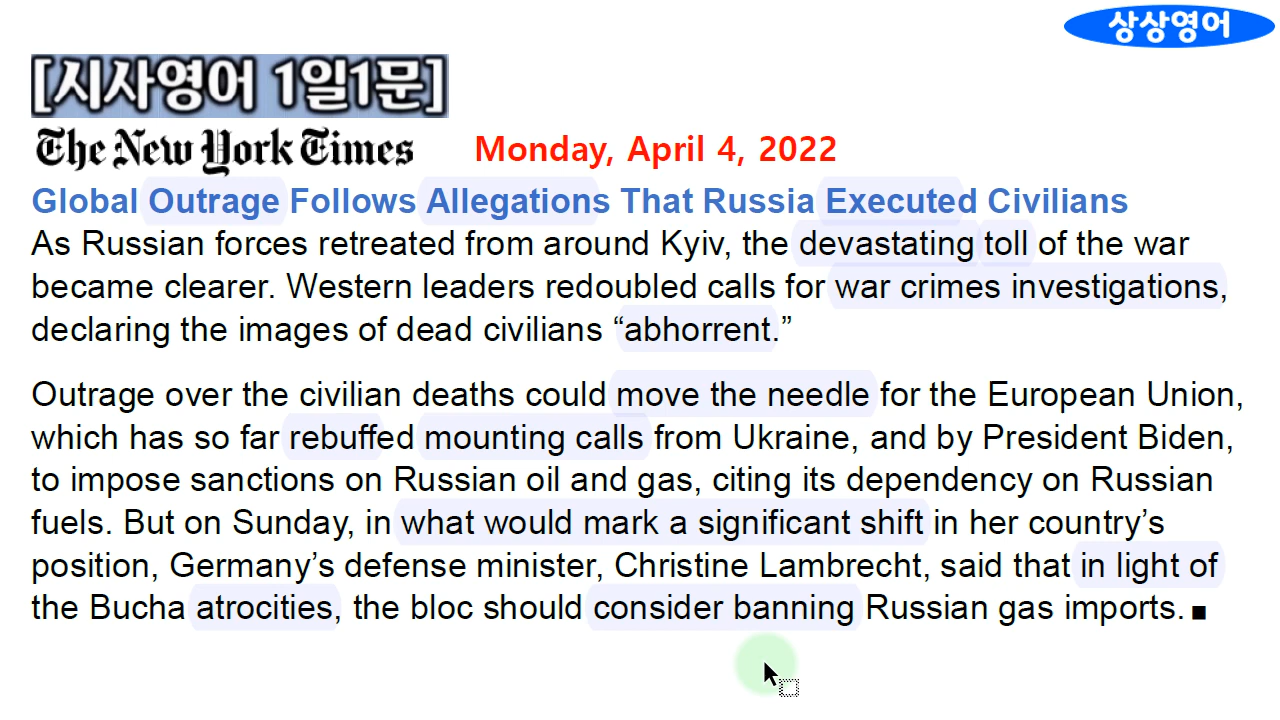 상상영어
[시사영어 1일1문]
The New York Times Monday, April 4, 2022
Global Outrage Follows Allegations That Russia Executed Civilians
As Russian forces retreated from around Kyiv, the devastating toll of the war
became clearer. Western leaders redoubled calls for war crimes investigations,
declaring the images of dead civilians “abhorrent.”
Outrage over the civilian deaths could move the needle for the European Union,
which has so far rebuffed mounting calls from Ukraine, and by President Biden,
to impose sanctions on Russian oil and gas, citing its dependency on Russian
fuels. But on Sunday, in what would mark a significant shift in her country’s
position, Germany’s defense minister, Christine Lambrecht, said that in light of
the Bucha atrocities, the bloc should consider banning Russian gas imports. ■